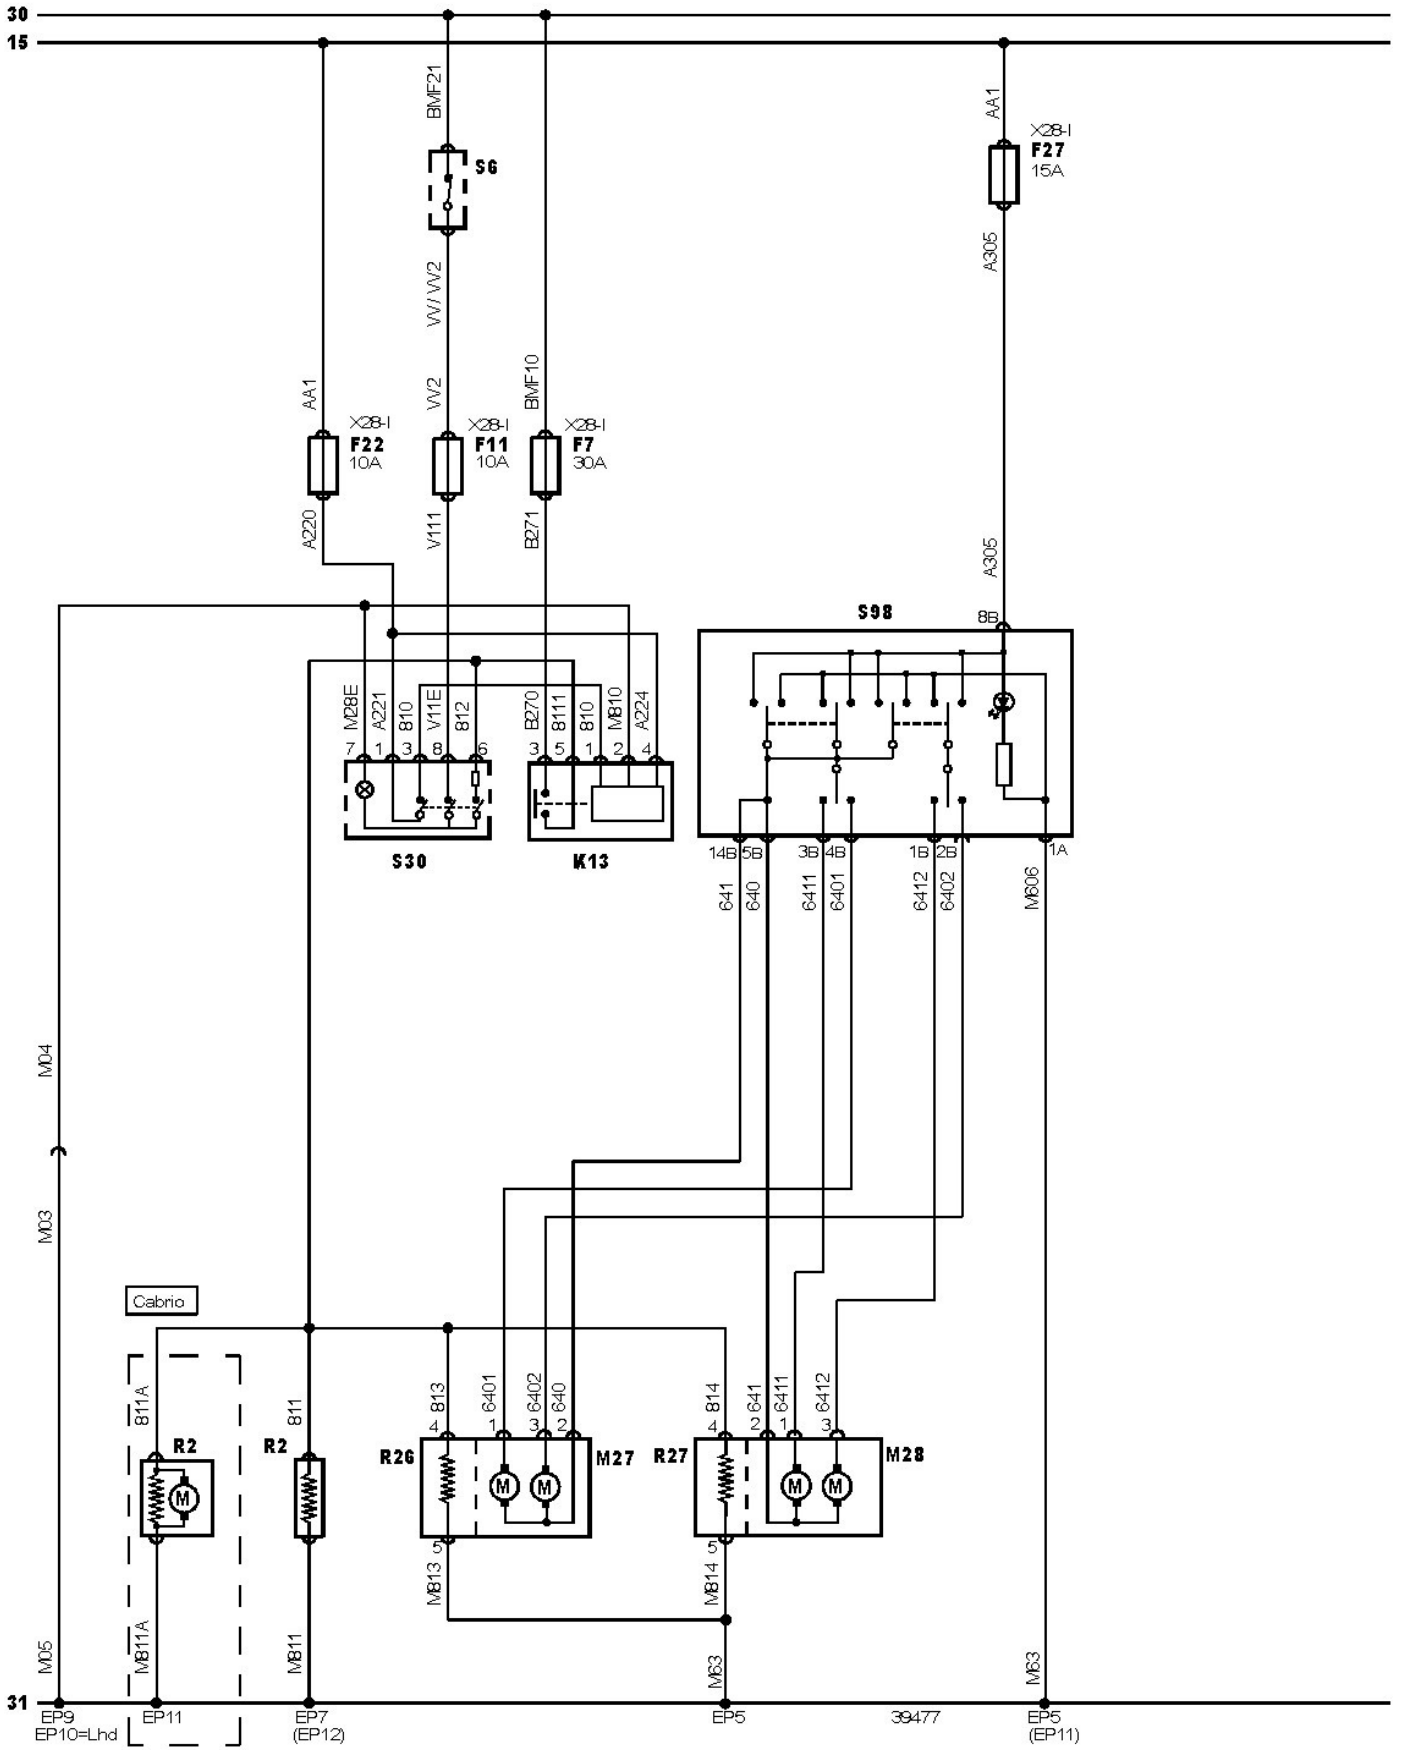 30
15
BMF21
AA1
X28-I
F27
15A
S6
A305
VV/VV2
AA1
VV2
BMF10
X28-I
F22
10A
X28-I
F11
10A
X28-I
F7
30A
A220
V111
B271
A305
S98
8B
M28E
A221
810
V11E
812
B270
8111
810
M810
A224
7
1
3
8
6
3
5
1
2
4
S30
K13
14B
5B
3B
4B
1B
2B
1A
641
640
6411
6401
6412
6402
M606
M04
M03
Cabrio
811A
811
813
6401
6402
640
814
641
6411
6412
4
1
3
2
4
2
1
3
R2
R2
R26
M27
R27
M28
M
M
M
M
M
5
5
M813
M814
M05
M811A
M811
M63
M63
31
EP9
EP10=Lhd
EP11
EP7
(EP12)
EP5
39477
EP5
(EP11)